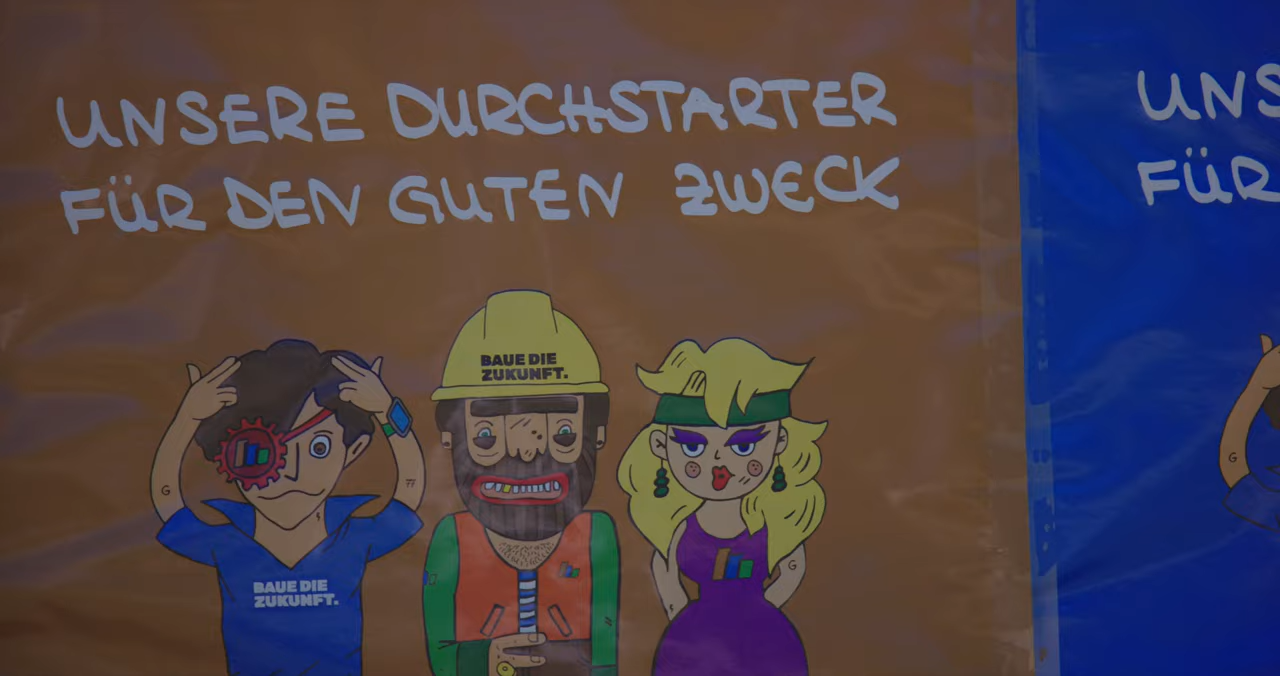 UNSERE DURCHSTARTER
FÜR DEN GUTEN ZWECK
UNS
FÜR
BAUE DIE
ZUKUNFT.
BAUE DIE
ZUKUNFT.
G
G
G